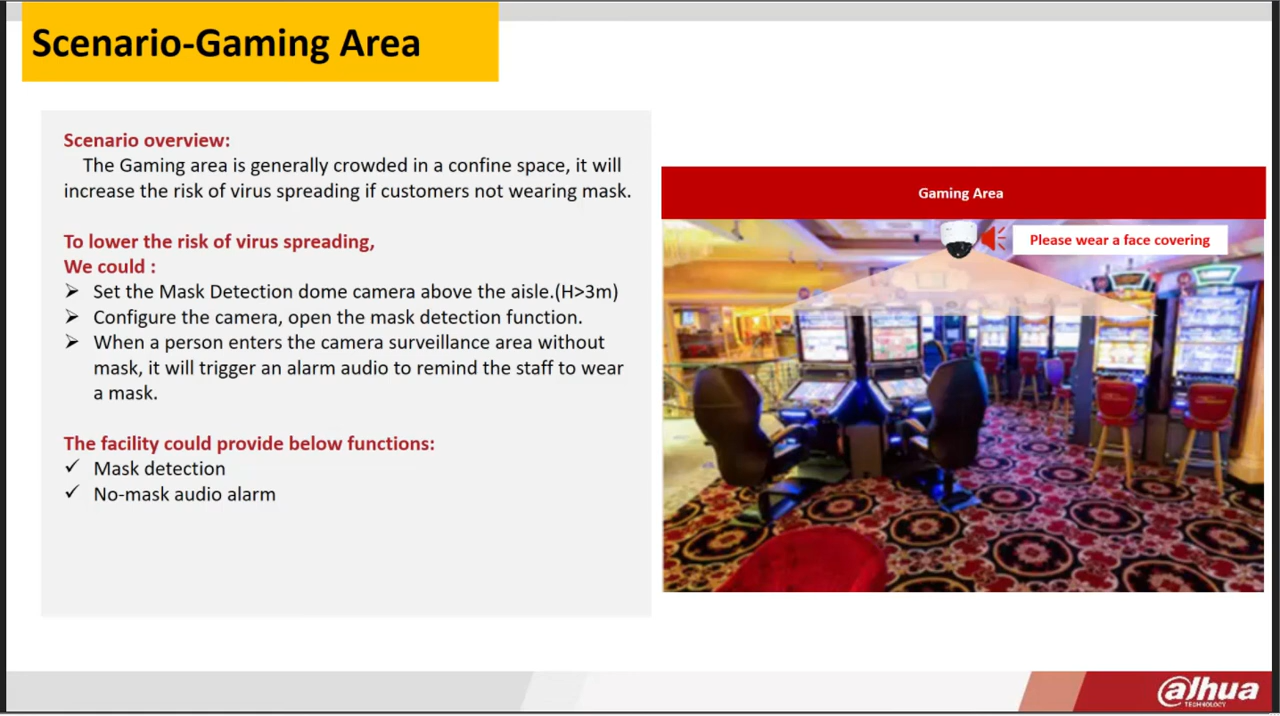 Scenario-Gaming Area
Scenario overview:
The Gaming area is generally crowded in a confine space, it will
increase the risk of virus spreading if customers not wearing mask.
To lower the risk of virus spreading,
We could :
➢ Set the Mask Detection dome camera above the aisle.(H>3m)
➢ Configure the camera, open the mask detection function.
➢ When a person enters the camera surveillance area without
mask, it will trigger an alarm audio to remind the staff to wear
a mask.
The facility could provide below functions:
✓ Mask detection
✓ No-mask audio alarm
Gaming Area
Please wear a face covering
alhua
TECHNOLOGY